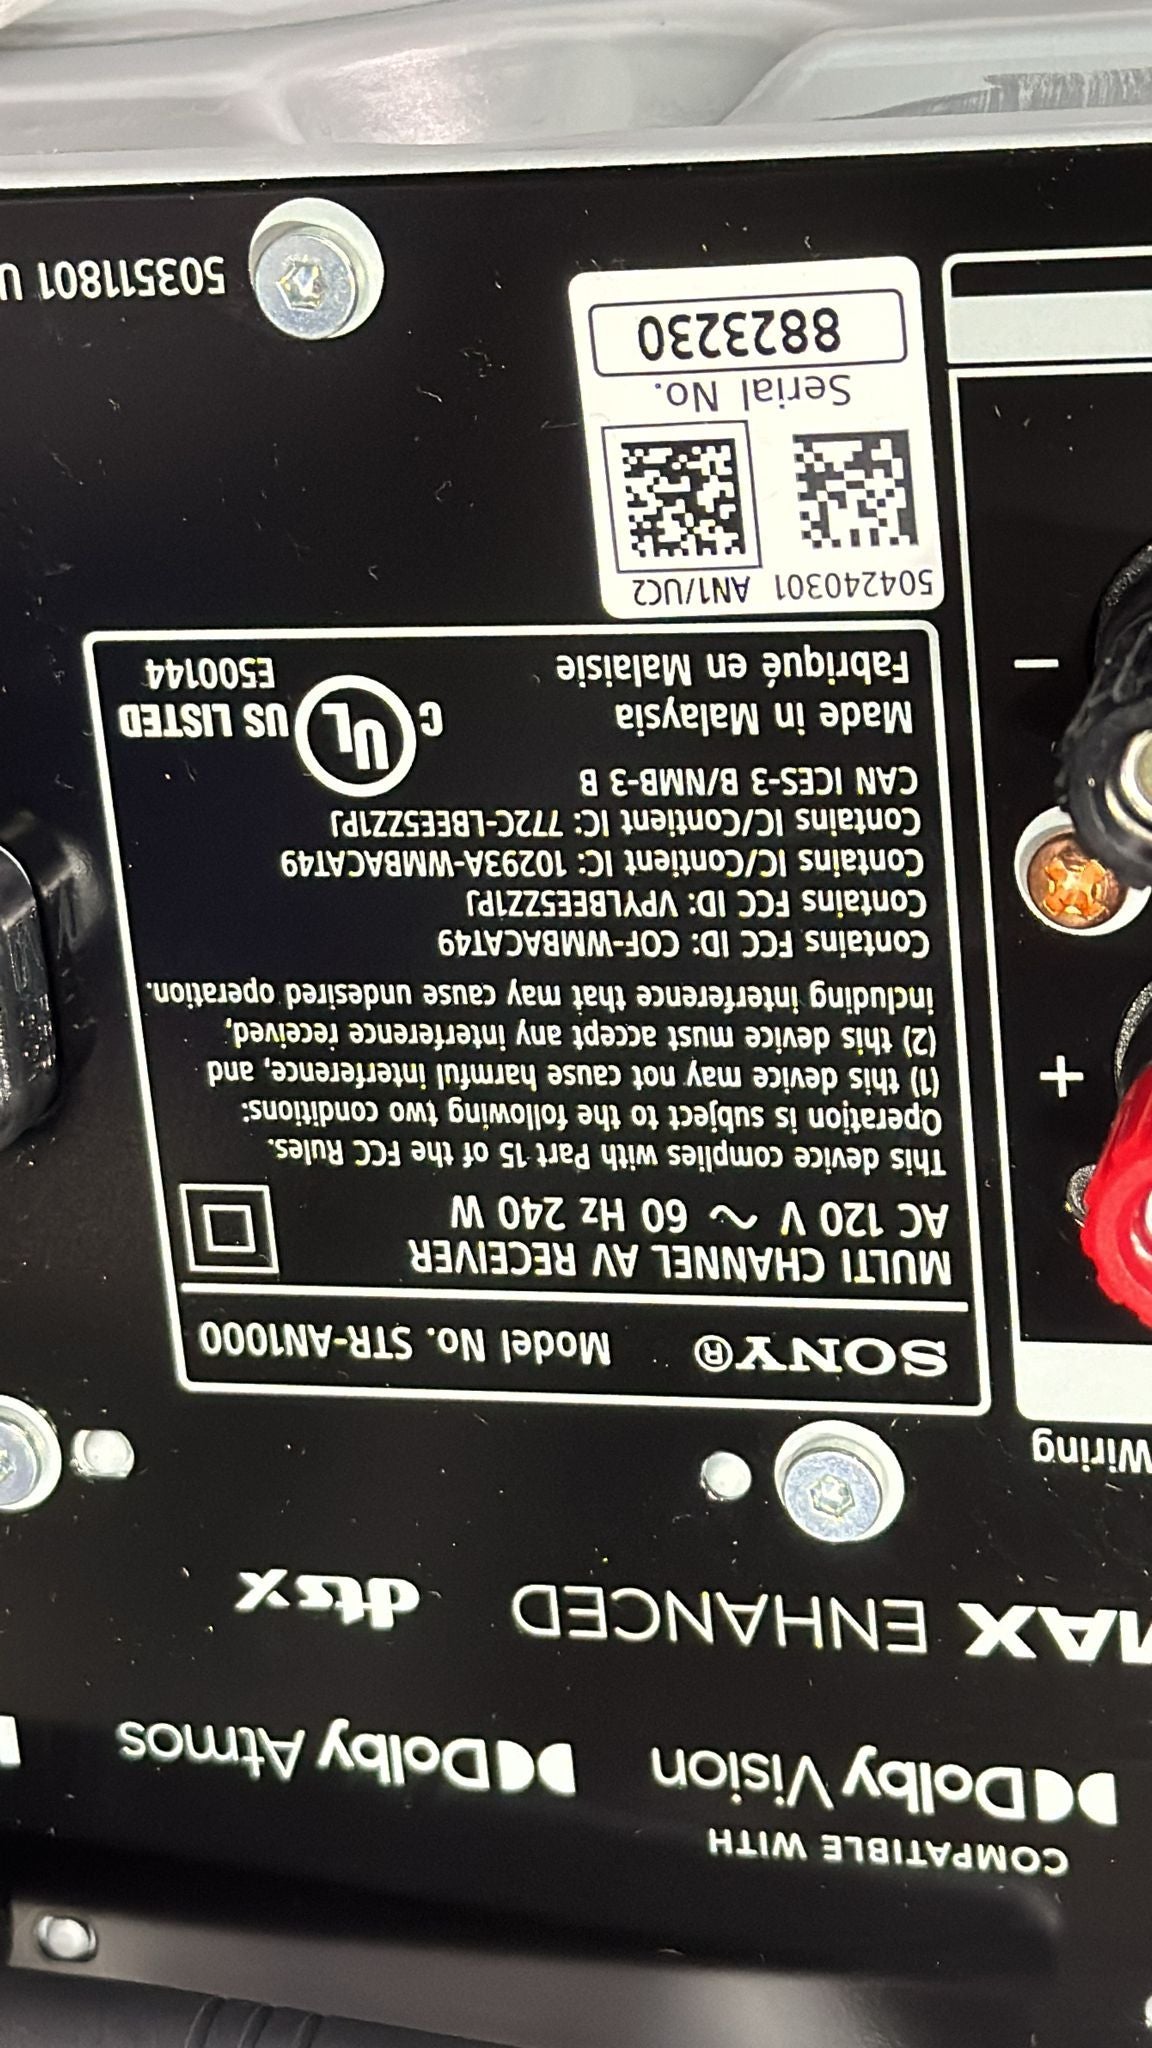 COMPATIBLE WITH
Dolby Vision Dolby Atmos
MAX ENHANCED dts X
Wiring
SONY® Model No. STR-AN1000
MULTI CHANNEL AV RECEIVER
AC 120 V ~ 60 Hz 240 W
This device complies with Part 15 of the FCC Rules.
Operation is subject to the following two conditions:
(1) this device may not cause harmful interference, and
(2) this device must accept any interference received,
including interference that may cause undesired operation.
Contains FCC ID: COF-WMBACAT49
Contains FCC ID: VPYLBEE5ZZ1PJ
Contains IC/Contient IC: 10293A-WMBACAT49
Contains IC/Contient IC: 772C-LBEE5ZZ1PJ
CAN ICES-3 B/NMB-3 B
Made in Malaysia
Fabriqué en Malaisie
C UL US LISTED
E500144
+
−
504240301 AN1/UC2
Serial No.
8823230
503511801 U